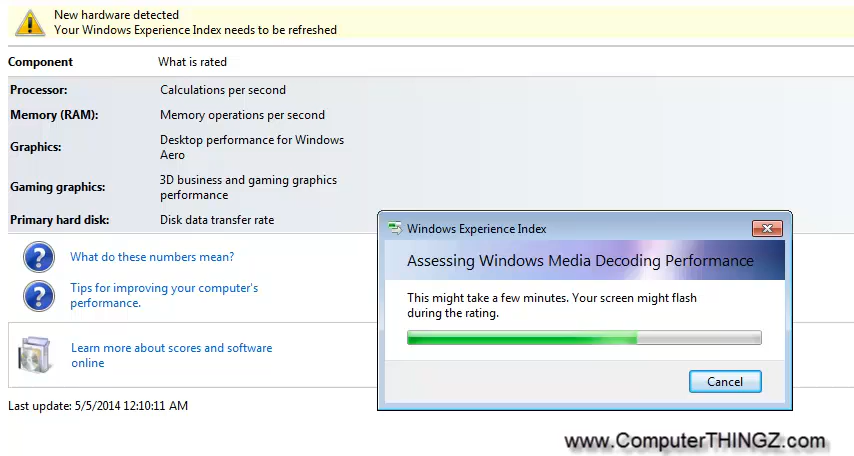 New hardware detected
Your Windows Experience Index needs to be refreshed
Component What is rated
Processor: Calculations per second
Memory (RAM): Memory operations per second
Graphics: Desktop performance for Windows
Aero
Gaming graphics: 3D business and gaming graphics
performance
Primary hard disk: Disk data transfer rate
What do these numbers mean?
Tips for improving your computer's
performance.
Learn more about scores and software
online
Last update: 5/5/2014 12:10:11 AM
Windows Experience Index
Assessing Windows Media Decoding Performance
This might take a few minutes. Your screen might flash
during the rating.
Cancel
www.ComputerTHINGZ.com